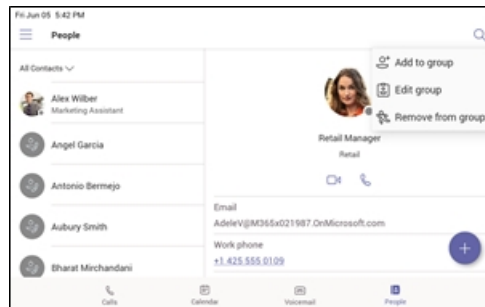 Fri Jun 05 5:42 PM
People
All Contacts
Alex Wilber
Marketing Assistant
Angel Garcia
Antonio Bermejo
Aubury Smith
Bharat Mirchandani
Add to group
Edit group
Remove from group
Retail Manager
Retail
Email
AdeleV@M365x021987.OnMicrosoft.com
Work phone
+1 425 555 0109
Calls
Calendar
Voicemail
People